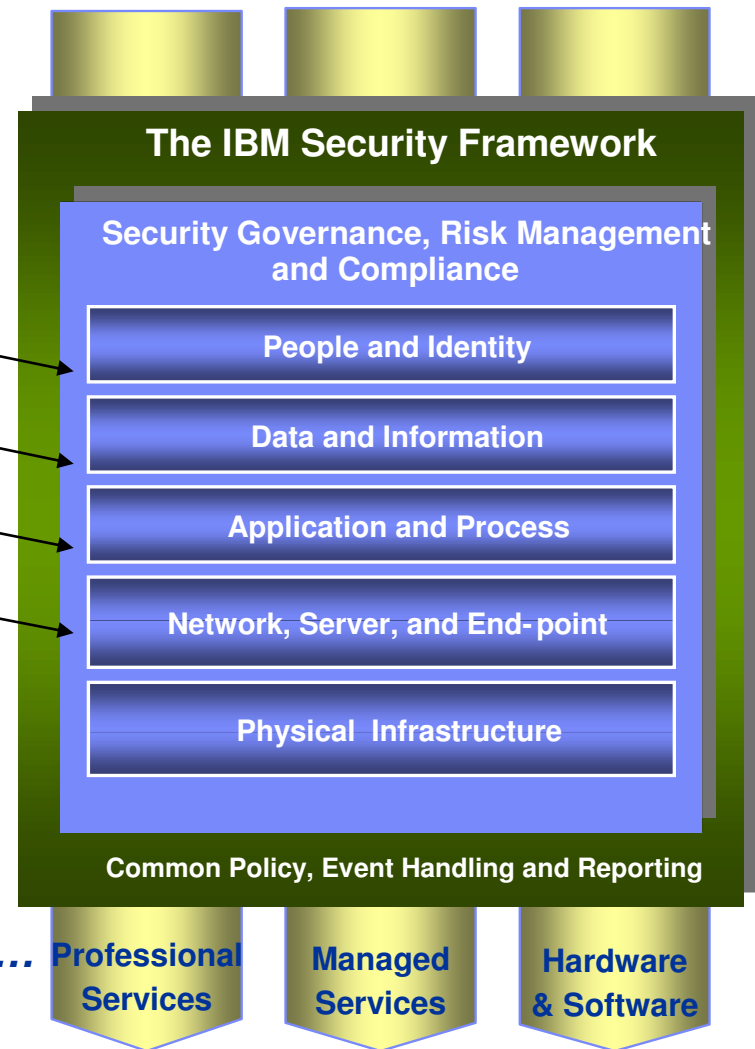 The IBM Security Framework
Security Governance, Risk Management
and Compliance
People and Identity
Data and Information
Application and Process
Network, Server, and End-point
Physical Infrastructure
Common Policy, Event Handling and Reporting
...
Professional
Services
Managed
Services
Hardware
& Software